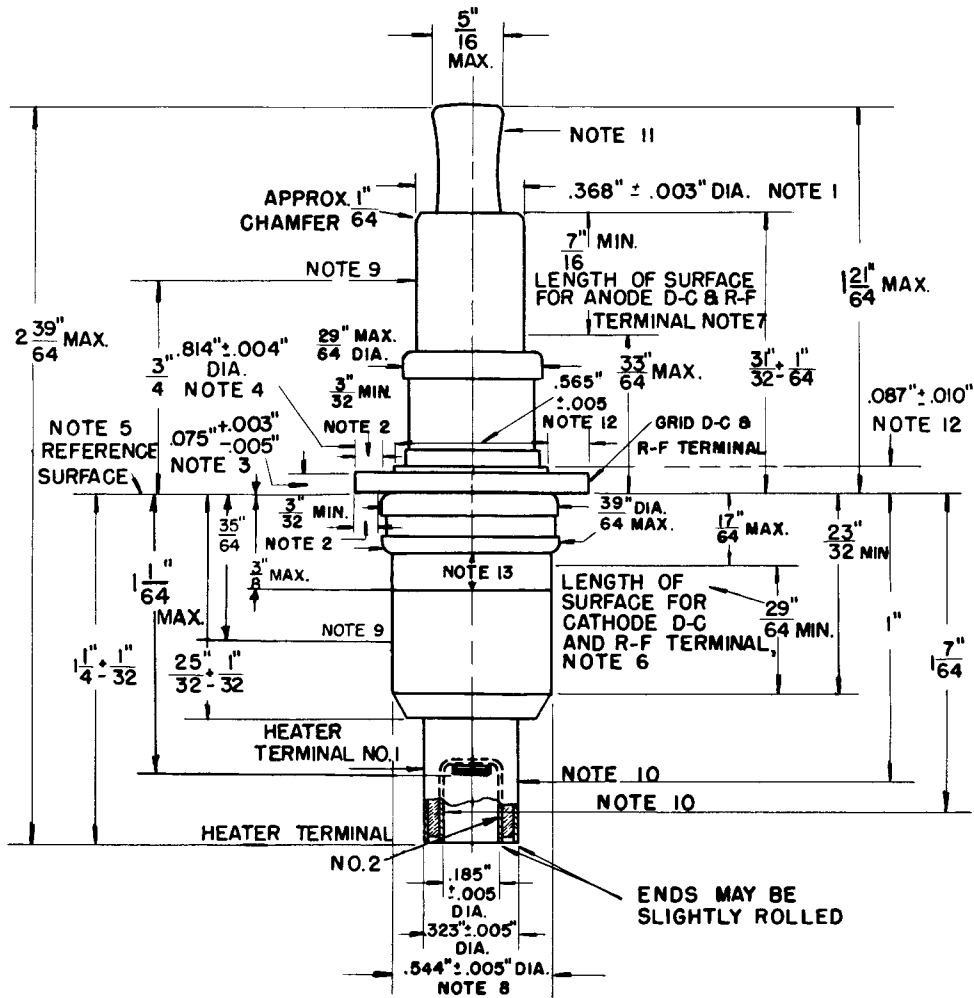 5"
16
MAX.
NOTE 11
.368" ± .003" DIA. NOTE 1
APPROX. 1"
64
CHAMFER
7" MIN.
16
LENGTH OF SURFACE
FOR ANODE D-C & R-F
TERMINAL NOTE 7
NOTE 9
2 39" MAX.
64
1 21" MAX.
64
3"
4
.814" ± .004"
DIA.
NOTE 4
29" MAX.
64 DIA.
3" MIN.
32
33" MAX.
64
31" ± 1"
32 64
.565"
±.005
NOTE 12
.087" ± .010"
NOTE 12
NOTE 5
REFERENCE
SURFACE
.075" +.003"
-.005"
NOTE 3
NOTE 2
GRID D-C &
R-F TERMINAL
3" MIN.
32
NOTE 2
39" DIA.
64 MAX.
17" MAX.
64
23" MIN
32
35"
64
3" MAX.
8
NOTE 13
1 1"
64
MAX.
NOTE 9
LENGTH OF
SURFACE FOR
CATHODE D-C
AND R-F TERMINAL,
NOTE 6
29" MIN.
64
1"
1 7"
64
1 1" ± 1"
4 32
25" ± 1"
32 32
HEATER
TERMINAL NO.1
NOTE 10
NOTE 10
HEATER TERMINAL
NO.2
.185"
±.005
DIA.
.323" ±.005"
DIA.
.544" ±.005" DIA.
NOTE 8
ENDS MAY BE
SLIGHTLY ROLLED